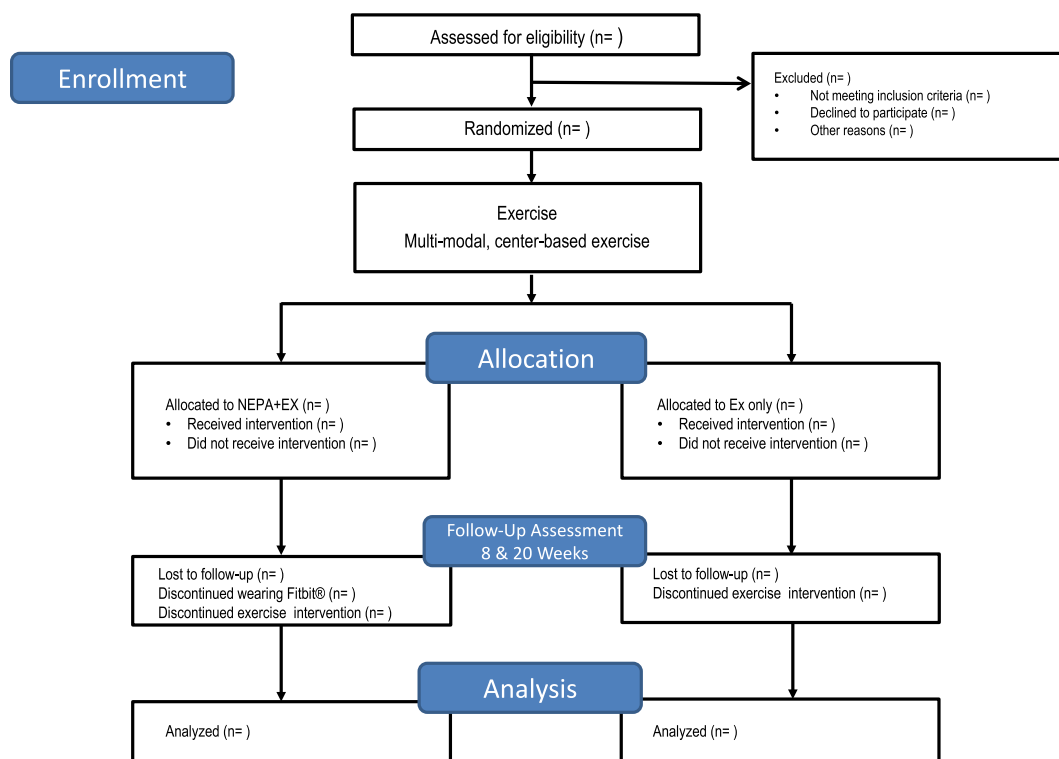 Assessed for eligibility (n= )
Enrollment
Excluded (n= )
• Not meeting inclusion criteria (n= )
• Declined to participate (n= )
• Other reasons (n= )
Randomized (n= )
Exercise
Multi-modal, center-based exercise
Allocation
Allocated to NEPA+EX (n= )
• Received intervention (n= )
• Did not receive intervention (n= )
Allocated to Ex only (n= )
• Received intervention (n= )
• Did not receive intervention (n= )
Follow-Up Assessment
8 & 20 Weeks
Lost to follow-up (n= )
Discontinued wearing Fitbit® (n= )
Discontinued exercise intervention (n= )
Lost to follow-up (n= )
Discontinued exercise intervention (n= )
Analysis
Analyzed (n= )
Analyzed (n= )